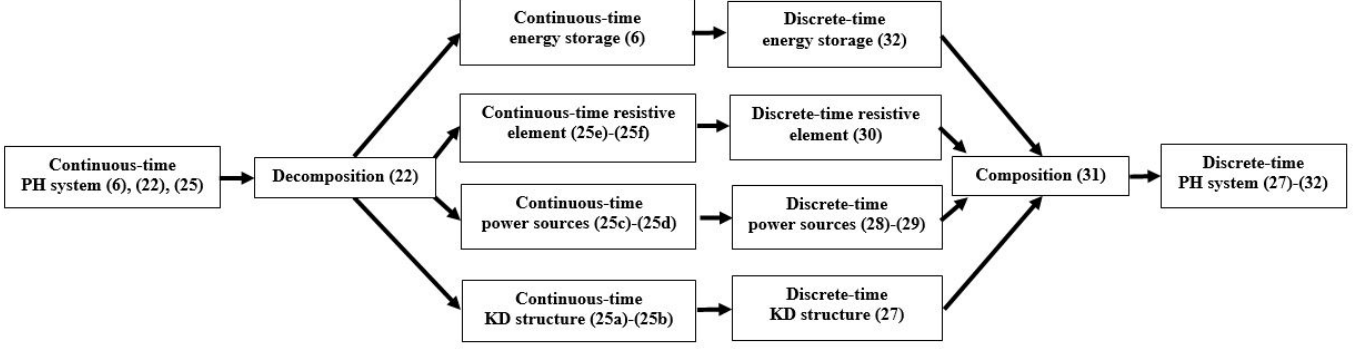 Continuous-time
PH system (6), (22), (25)
Decomposition (22)
Continuous-time
energy storage (6)
Discrete-time
energy storage (32)
Continuous-time resistive
element (25e)-(25f)
Discrete-time resistive
element (30)
Continuous-time
power sources (25c)-(25d)
Discrete-time
power sources (28)-(29)
Continuous-time
KD structure (25a)-(25b)
Discrete-time
KD structure (27)
Composition (31)
Discrete-time
PH system (27)-(32)